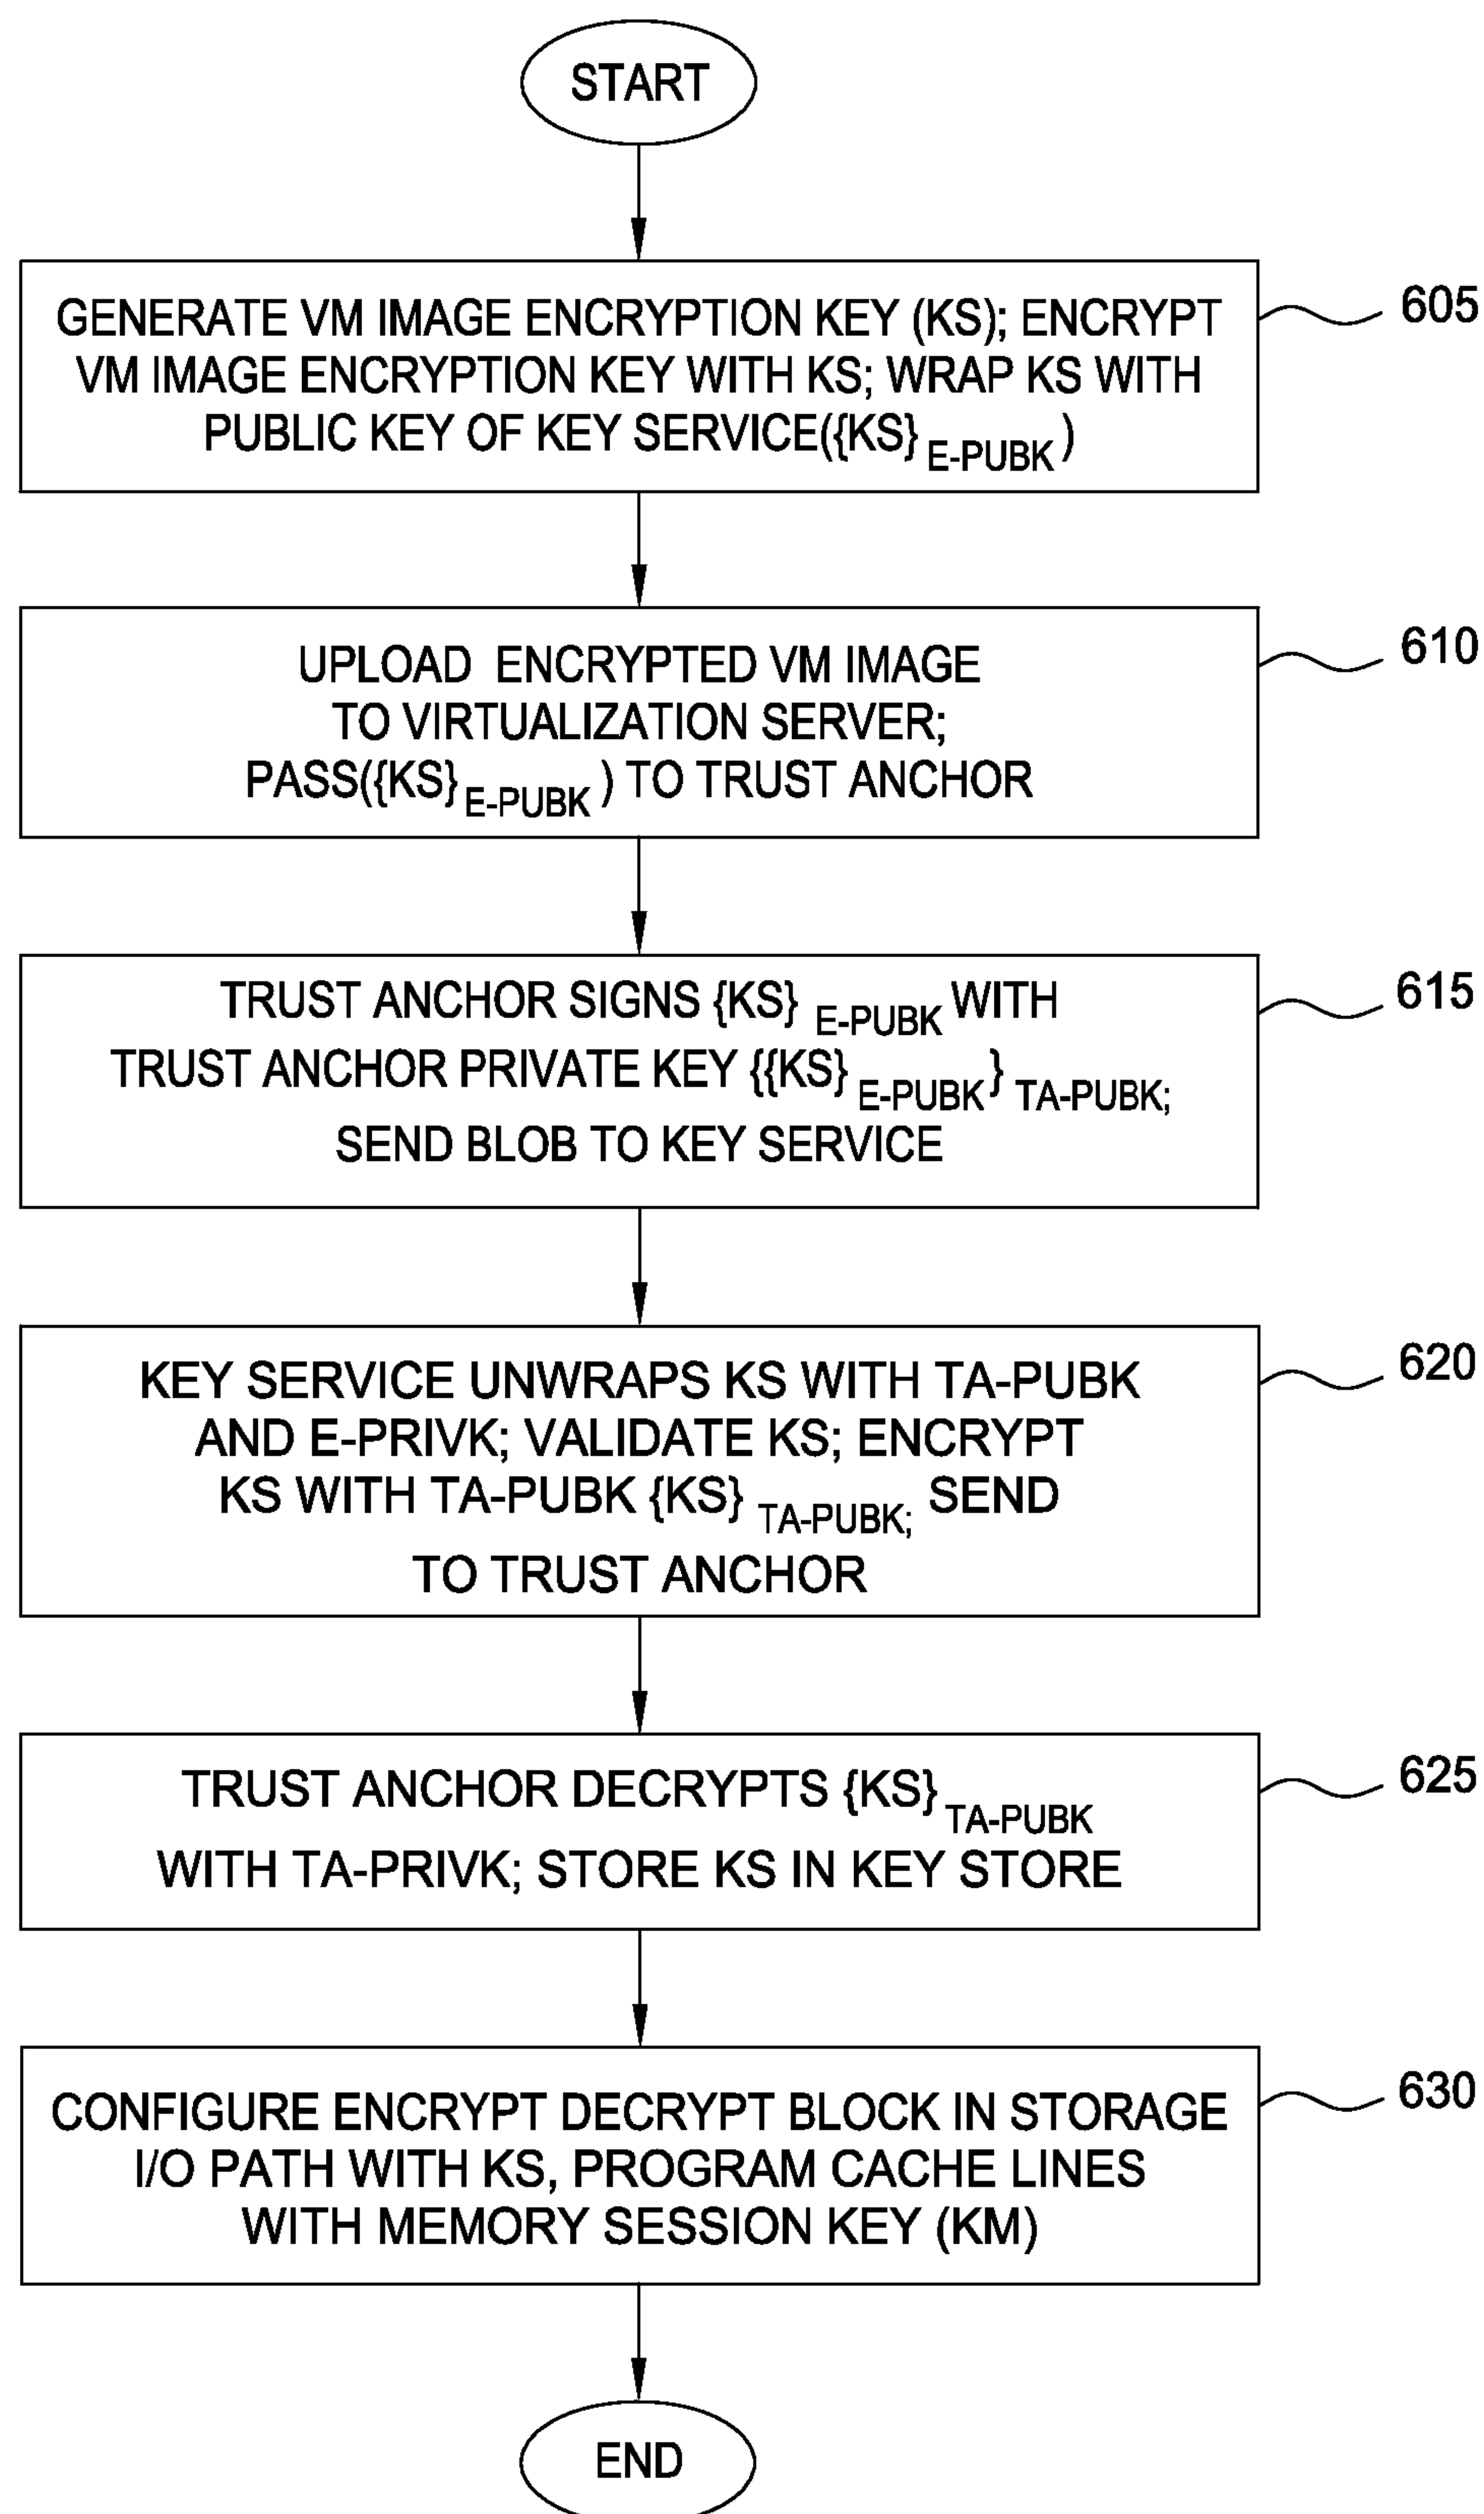 START
GENERATE VM IMAGE ENCRYPTION KEY (KS); ENCRYPT
VM IMAGE ENCRYPTION KEY WITH KS; WRAP KS WITH
PUBLIC KEY OF KEY SERVICE({KS} E-PUBK )
605
UPLOAD ENCRYPTED VM IMAGE
TO VIRTUALIZATION SERVER;
PASS({KS} E-PUBK ) TO TRUST ANCHOR
610
TRUST ANCHOR SIGNS {KS} E-PUBK WITH
TRUST ANCHOR PRIVATE KEY {{KS} E-PUBK } TA-PUBK;
SEND BLOB TO KEY SERVICE
615
KEY SERVICE UNWRAPS KS WITH TA-PUBK
AND E-PRIVK; VALIDATE KS; ENCRYPT
KS WITH TA-PUBK {KS} TA-PUBK; SEND
TO TRUST ANCHOR
620
TRUST ANCHOR DECRYPTS {KS} TA-PUBK
WITH TA-PRIVK; STORE KS IN KEY STORE
625
CONFIGURE ENCRYPT DECRYPT BLOCK IN STORAGE
I/O PATH WITH KS, PROGRAM CACHE LINES
WITH MEMORY SESSION KEY (KM)
630
END